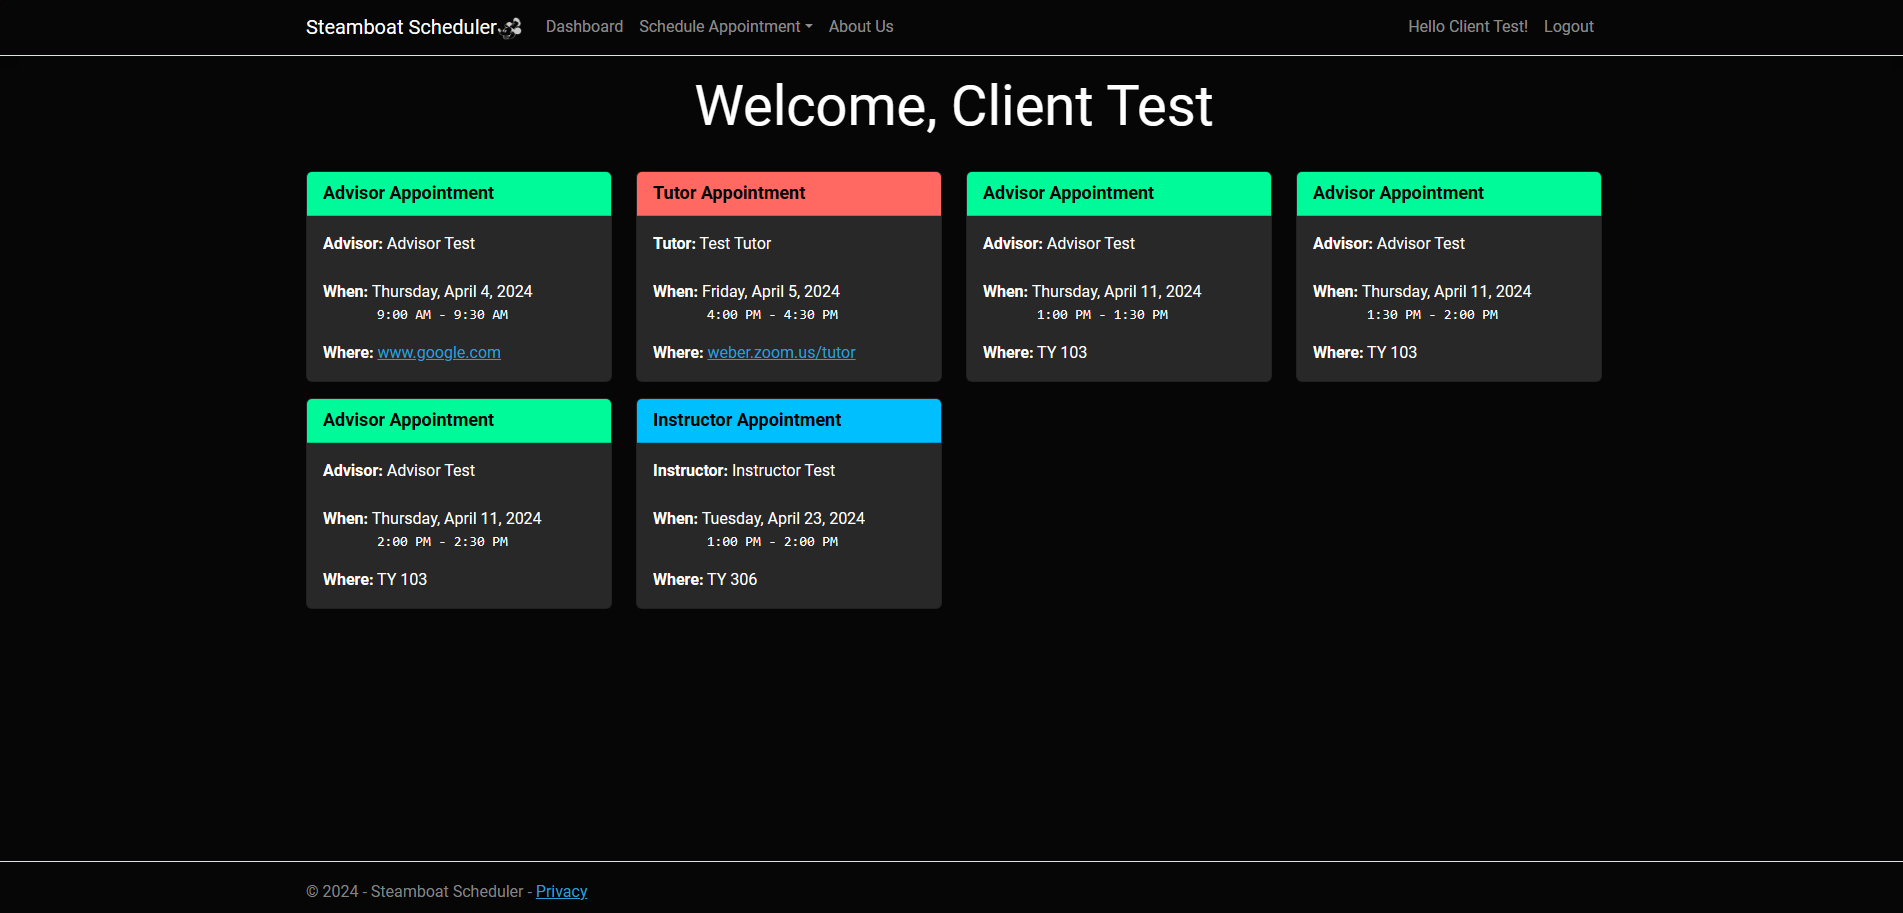 Steamboat Scheduler Dashboard Schedule Appointment About Us Hello Client Test! Logout
Welcome, Client Test
Advisor Appointment
Advisor: Advisor Test
When: Thursday, April 4, 2024
9:00 AM - 9:30 AM
Where: www.google.com
Tutor Appointment
Tutor: Test Tutor
When: Friday, April 5, 2024
4:00 PM - 4:30 PM
Where: weber.zoom.us/tutor
Advisor Appointment
Advisor: Advisor Test
When: Thursday, April 11, 2024
1:00 PM - 1:30 PM
Where: TY 103
Advisor Appointment
Advisor: Advisor Test
When: Thursday, April 11, 2024
1:30 PM - 2:00 PM
Where: TY 103
Advisor Appointment
Advisor: Advisor Test
When: Thursday, April 11, 2024
2:00 PM - 2:30 PM
Where: TY 103
Instructor Appointment
Instructor: Instructor Test
When: Tuesday, April 23, 2024
1:00 PM - 2:00 PM
Where: TY 306
© 2024 - Steamboat Scheduler - Privacy